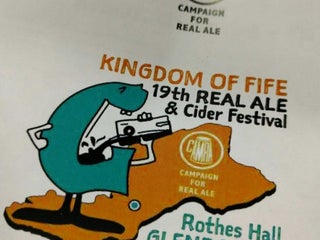 CAMPAIGN
FOR
REAL ALE
KINGDOM OF FIFE
19th REAL ALE
& Cider Festival
CAMRA
CAMPAIGN
FOR
REAL ALE
Rothes Hall